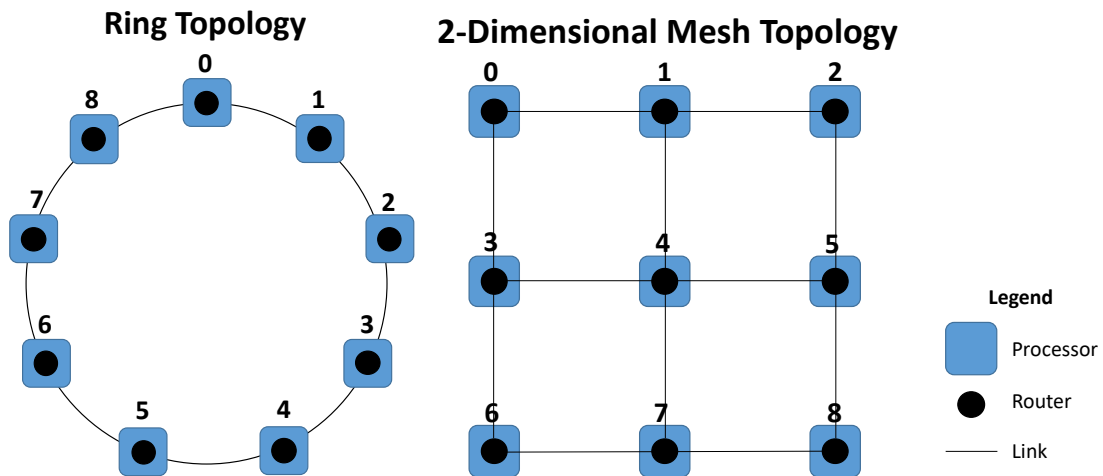 Ring Topology
0
8
1
7
2
6
3
5
4
2-Dimensional Mesh Topology
0 1 2
3 4 5
6 7 8
Legend
Processor
Router
Link